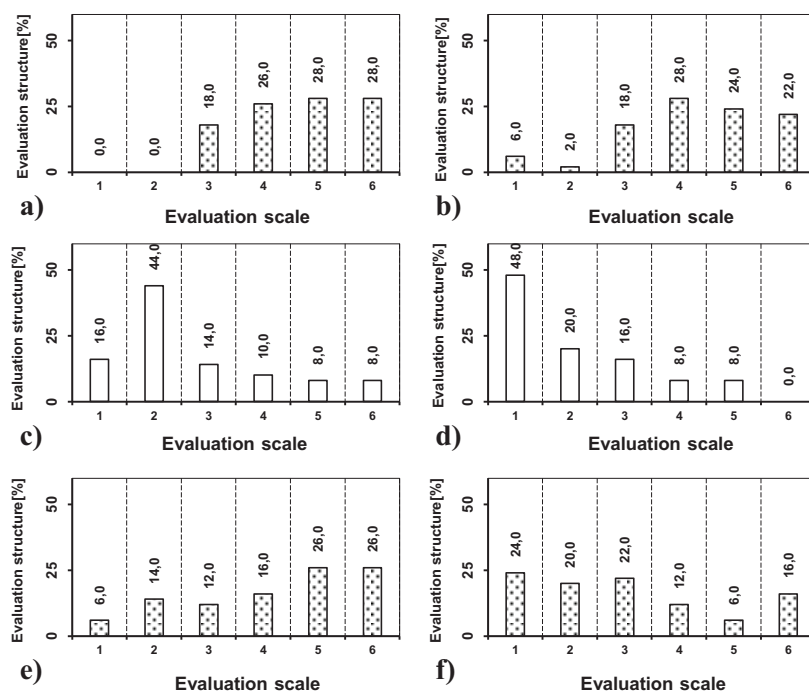 Evaluation structure[%]
50
25
0
0,0
0,0
18,0
26,0
28,0
28,0
1 2 3 4 5 6
a)
Evaluation scale
Evaluation structure[%]
50
25
0
6,0
2,0
18,0
28,0
24,0
22,0
1 2 3 4 5 6
b)
Evaluation scale
Evaluation structure[%]
50
25
0
16,0
44,0
14,0
10,0
8,0
8,0
1 2 3 4 5 6
c)
Evaluation scale
Evaluation structure[%]
50
25
0
48,0
20,0
16,0
8,0
8,0
0,0
1 2 3 4 5 6
d)
Evaluation scale
Evaluation structure[%]
50
25
0
6,0
14,0
12,0
16,0
26,0
26,0
1 2 3 4 5 6
e)
Evaluation scale
Evaluation structure[%]
50
25
0
24,0
20,0
22,0
12,0
6,0
16,0
1 2 3 4 5 6
f)
Evaluation scale